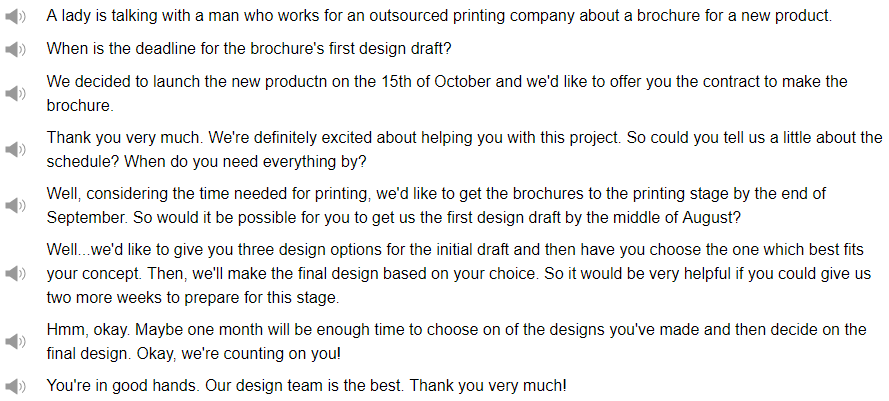 A lady is talking with a man who works for an outsourced printing company about a brochure for a new product.
When is the deadline for the brochure's first design draft?
We decided to launch the new productn on the 15th of October and we'd like to offer you the contract to make the
brochure.
Thank you very much. We're definitely excited about helping you with this project. So could you tell us a little about the
schedule? When do you need everything by?
Well, considering the time needed for printing, we'd like to get the brochures to the printing stage by the end of
September. So would it be possible for you to get us the first design draft by the middle of August?
Well...we'd like to give you three design options for the initial draft and then have you choose the one which best fits
your concept. Then, we'll make the final design based on your choice. So it would be very helpful if you could give us
two more weeks to prepare for this stage.
Hmm, okay. Maybe one month will be enough time to choose on of the designs you've made and then decide on the
final design. Okay, we're counting on you!
You're in good hands. Our design team is the best. Thank you very much!